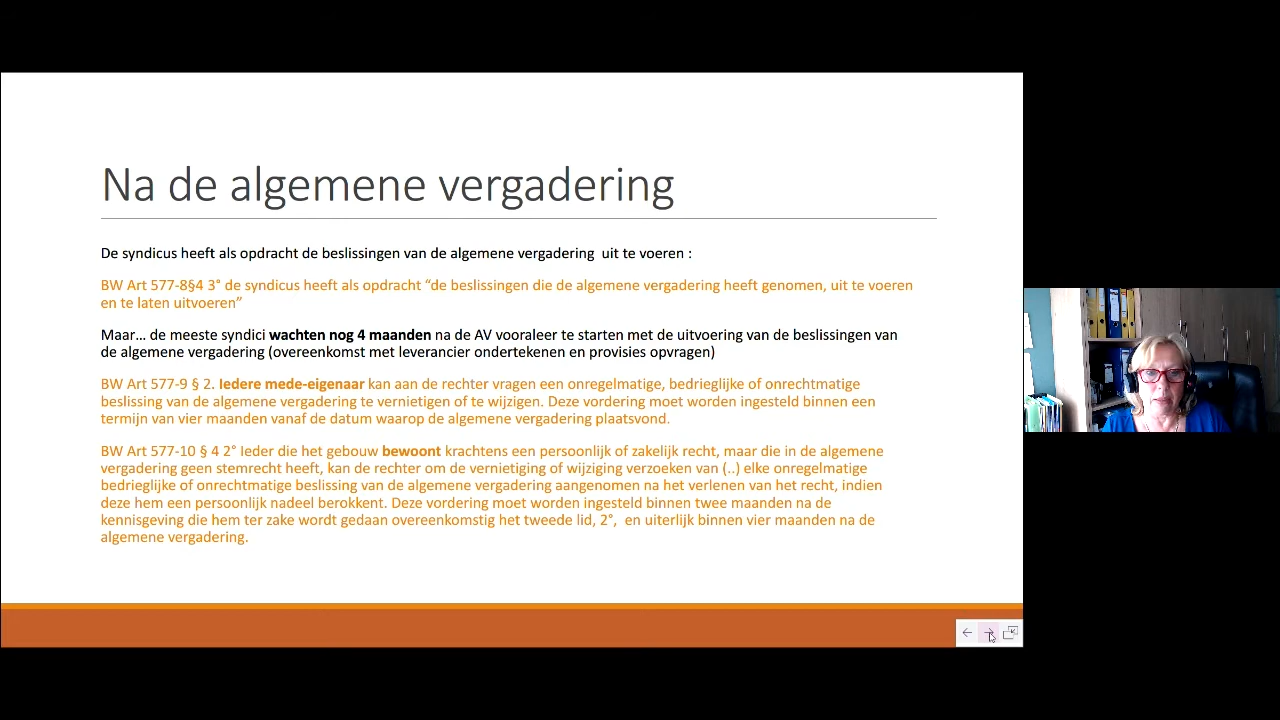 Na de algemene vergadering
De syndicus heeft als opdracht de beslissingen van de algemene vergadering uit te voeren :
BW Art 577-8§4 3° de syndicus heeft als opdracht “de beslissingen die de algemene vergadering heeft genomen, uit te voeren
en te laten uitvoeren”
Maar… de meeste syndici wachten nog 4 maanden na de AV vooraleer te starten met de uitvoering van de beslissingen van
de algemene vergadering (overeenkomst met leverancier ondertekenen en provisies opvragen)
BW Art 577-9 § 2. Iedere mede-eigenaar kan aan de rechter vragen een onregelmatige, bedrieglijke of onrechtmatige
beslissing van de algemene vergadering te vernietigen of te wijzigen. Deze vordering moet worden ingesteld binnen een
termijn van vier maanden vanaf de datum waarop de algemene vergadering plaatsvond.
BW Art 577-10 § 4 2° Ieder die het gebouw bewoont krachtens een persoonlijk of zakelijk recht, maar die in de algemene
vergadering geen stemrecht heeft, kan de rechter om de vernietiging of wijziging verzoeken van (..) elke onregelmatige
bedrieglijke of onrechtmatige beslissing van de algemene vergadering aangenomen na het verlenen van het recht, indien
deze hem een persoonlijk nadeel berokkent. Deze vordering moet worden ingesteld binnen twee maanden na de
kennisgeving die hem ter zake wordt gedaan overeenkomstig het tweede lid, 2°, en uiterlijk binnen vier maanden na de
algemene vergadering.